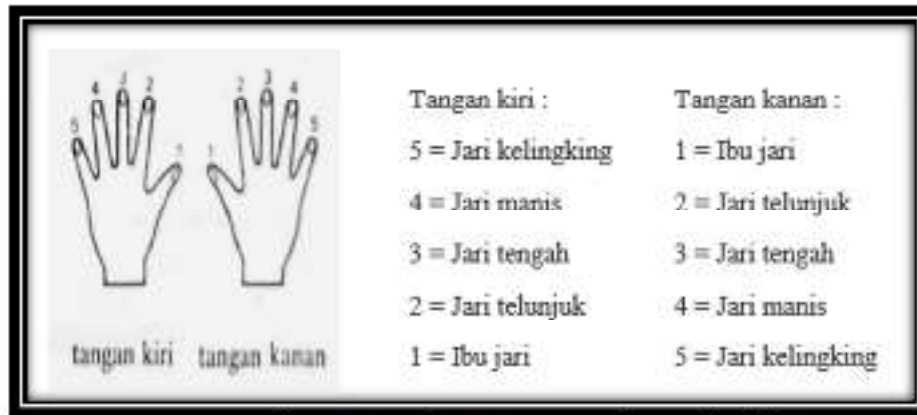 3
4 2
5 1
tangan kiri
3
2 4
1 5
tangan kanan
Tangan kiri :
5 = Jari kelingking
4 = Jari manis
3 = Jari tengah
2 = Jari telunjuk
1 = Ibu jari
Tangan kanan :
1 = Ibu jari
2 = Jari telunjuk
3 = Jari tengah
4 = Jari manis
5 = Jari kelingking